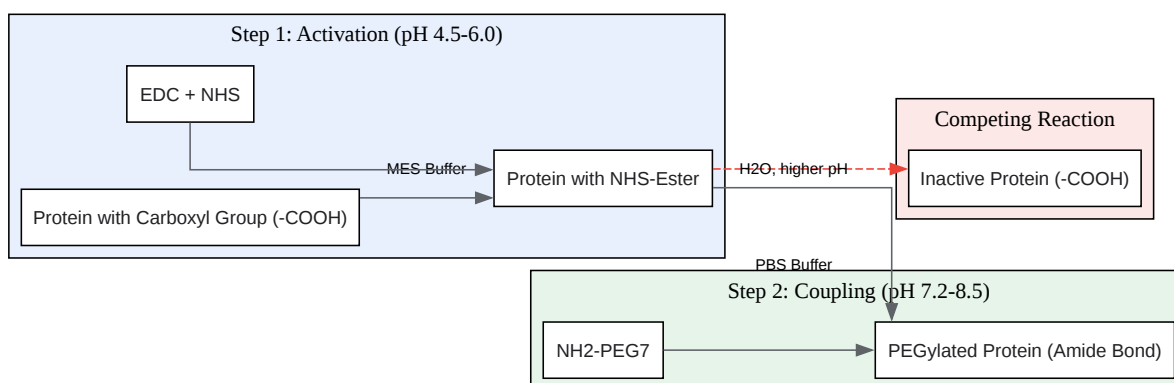 Step 1: Activation (pH 4.5-6.0)
EDC + NHS
MES Buffer
Protein with Carboxyl Group (-COOH)
Protein with NHS-Ester
H2O, higher pH
Competing Reaction
Inactive Protein (-COOH)
PBS Buffer
Step 2: Coupling (pH 7.2-8.5)
NH2-PEG7
PEGylated Protein (Amide Bond)